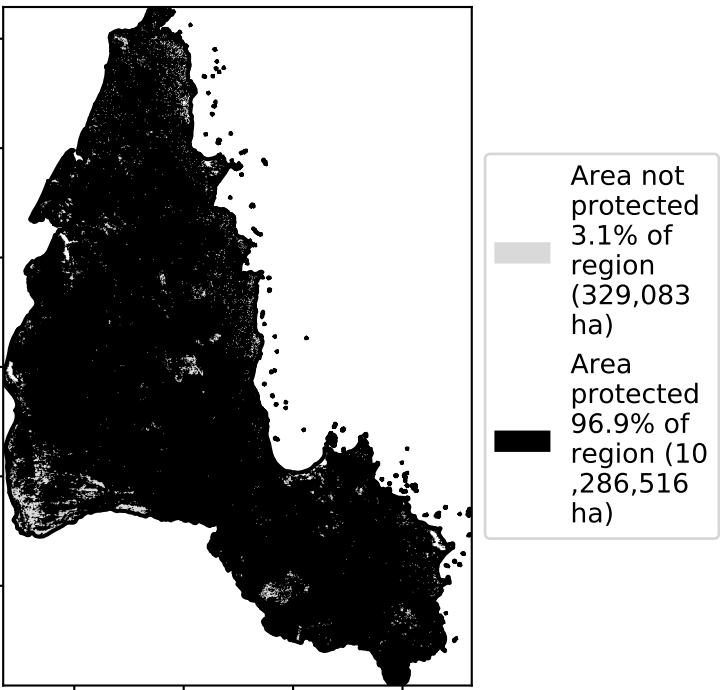 Area not
protected
3.1% of
region
(329,083
ha)
Area
protected
96.9% of
region (10
,286,516
ha)